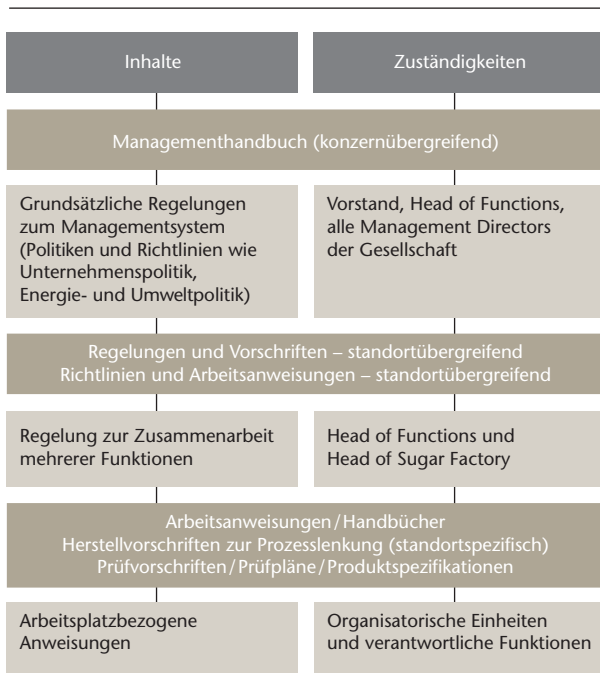 Inhalte
Zuständigkeiten
Managementhandbuch (konzernübergreifend)
Grundsätzliche Regelungen
zum Managementsystem
(Politiken und Richtlinien wie
Unternehmenspolitik,
Energie- und Umweltpolitik)
Vorstand, Head of Functions,
alle Management Directors
der Gesellschaft
Regelungen und Vorschriften – standortübergreifend
Richtlinien und Arbeitsanweisungen – standortübergreifend
Regelung zur Zusammenarbeit
mehrerer Funktionen
Head of Functions und
Head of Sugar Factory
Arbeitsanweisungen/Handbücher
Herstellvorschriften zur Prozesslenkung (standortspezifisch)
Prüfvorschriften/Prüfpläne/Produktspezifikationen
Arbeitsplatzbezogene
Anweisungen
Organisatorische Einheiten
und verantwortliche Funktionen